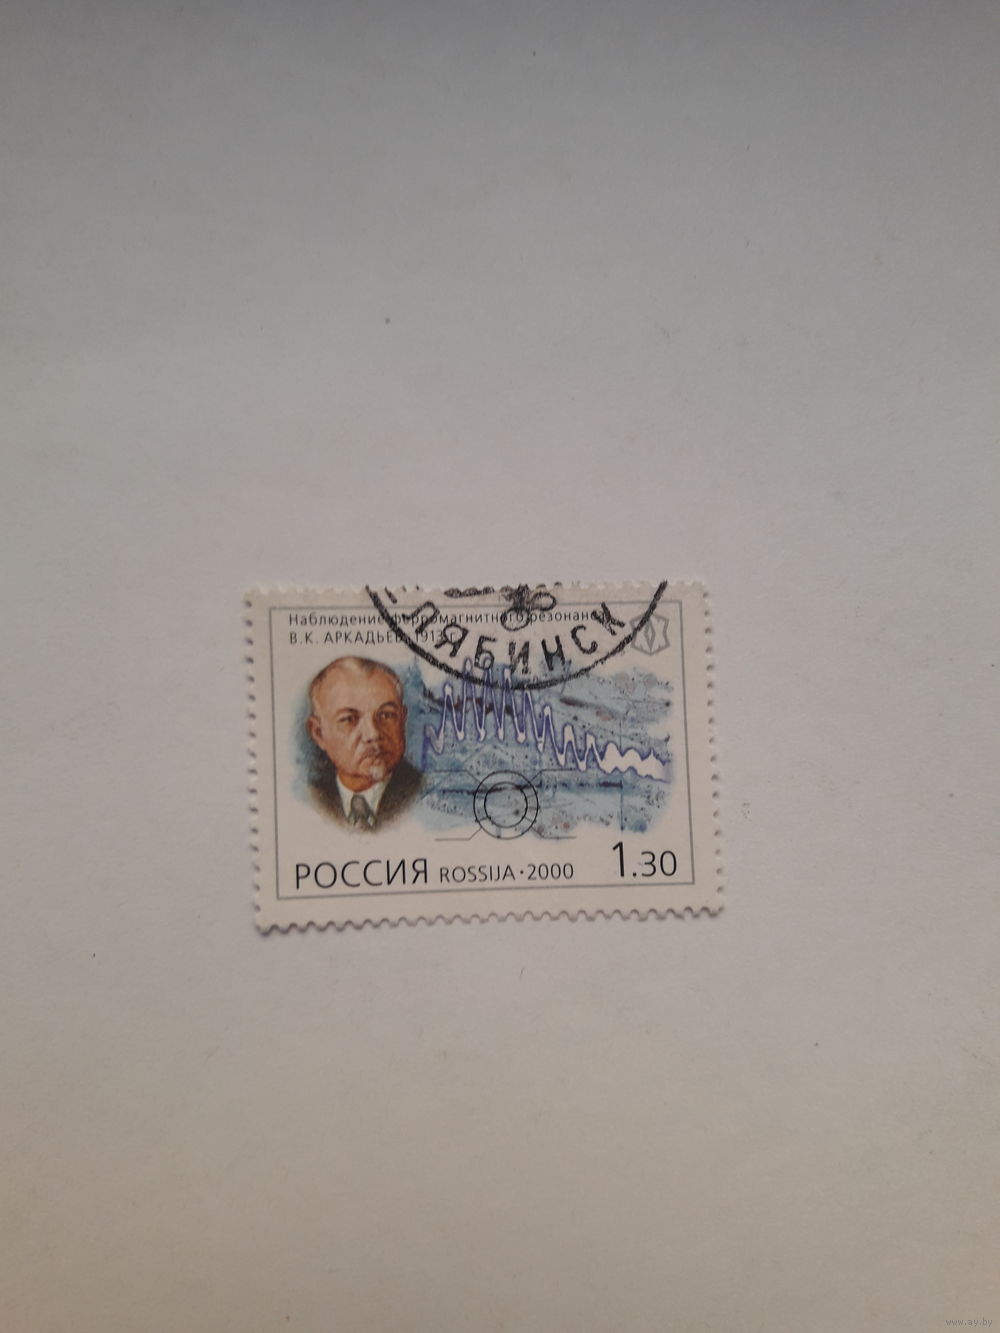 Наблюдение ферромагнитного резонанса
В.К. АРКАДЬЕВ, 1913 г.
ЛЯБИНСК
РОССИЯ ROSSIJA·2000
1.30
www.ay.by